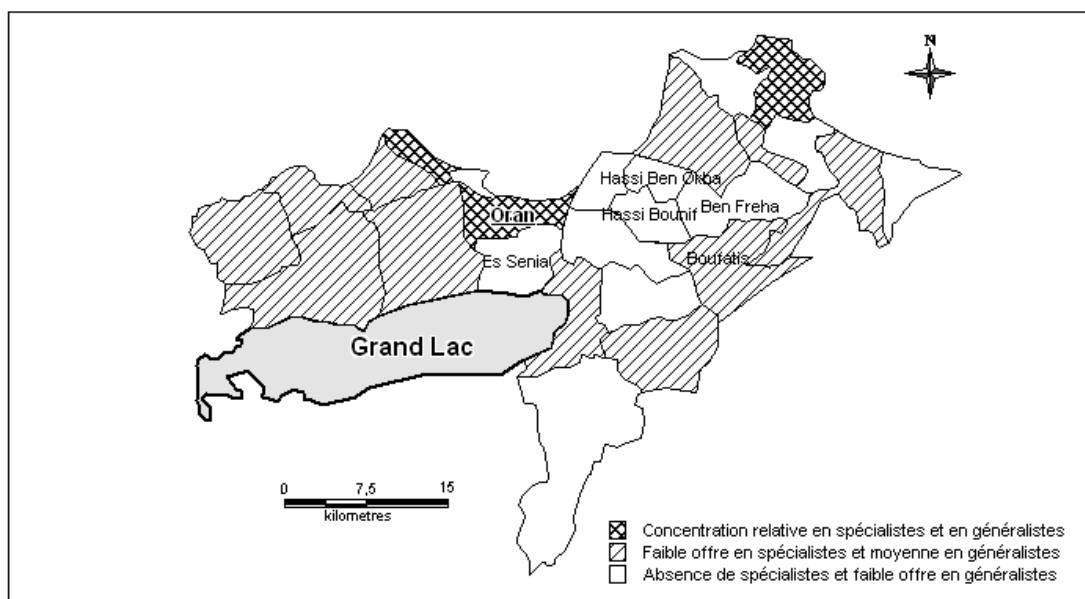 N
Hassi Ben Økba
Oran
Hassi Bounif
Ben Freha
Es Senia
Boufatis
Grand Lac
0 7,5 15
kilometres
Concentration relative en spécialistes et en généralistes
Faible offre en spécialistes et moyenne en généralistes
Absence de spécialistes et faible offre en généralistes